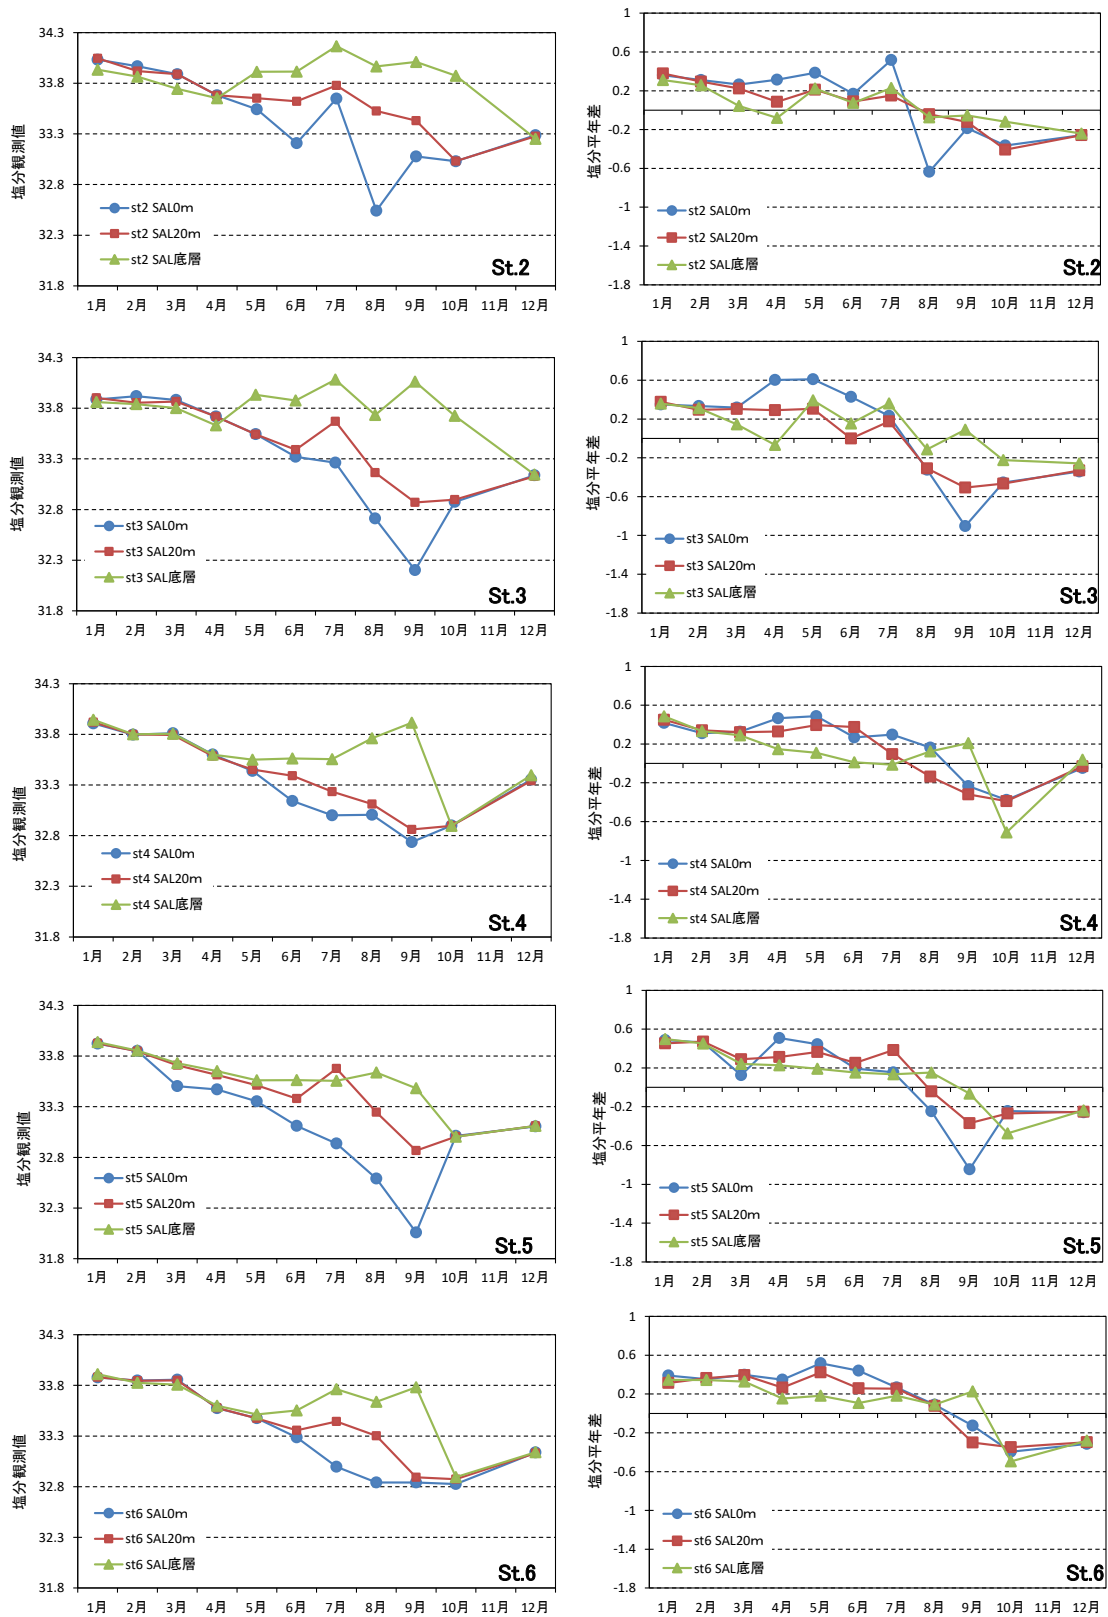 34.3
33.8
33.3
32.8
32.3
31.8
塩分観測値
st2 SAL0m
st2 SAL20m
st2 SAL底層
St.2
1月 2月 3月 4月 5月 6月 7月 8月 9月 10月 11月 12月
1
0.6
0.2
-0.2
-0.6
-1
-1.4
-1.8
塩分平年差
st2 SAL0m
st2 SAL20m
st2 SAL底層
St.2
1月 2月 3月 4月 5月 6月 7月 8月 9月 10月 11月 12月
34.3
33.8
33.3
32.8
32.3
31.8
塩分観測値
st3 SAL0m
st3 SAL20m
st3 SAL底層
St.3
1月 2月 3月 4月 5月 6月 7月 8月 9月 10月 11月 12月
1
0.6
0.2
-0.2
-0.6
-1
-1.4
-1.8
塩分平年差
st3 SAL0m
st3 SAL20m
st3 SAL底層
St.3
1月 2月 3月 4月 5月 6月 7月 8月 9月 10月 11月 12月
34.3
33.8
33.3
32.8
32.3
31.8
塩分観測値
st4 SAL0m
st4 SAL20m
st4 SAL底層
St.4
1月 2月 3月 4月 5月 6月 7月 8月 9月 10月 11月 12月
1
0.6
0.2
-0.2
-0.6
-1
-1.4
-1.8
塩分平年差
st4 SAL0m
st4 SAL20m
st4 SAL底層
St.4
1月 2月 3月 4月 5月 6月 7月 8月 9月 10月 11月 12月
34.3
33.8
33.3
32.8
32.3
31.8
塩分観測値
st5 SAL0m
st5 SAL20m
st5 SAL底層
St.5
1月 2月 3月 4月 5月 6月 7月 8月 9月 10月 11月 12月
1
0.6
0.2
-0.2
-0.6
-1
-1.4
-1.8
塩分平年差
st5 SAL0m
st5 SAL20m
st5 SAL底層
St.5
1月 2月 3月 4月 5月 6月 7月 8月 9月 10月 11月 12月
34.3
33.8
33.3
32.8
32.3
31.8
塩分観測値
st6 SAL0m
st6 SAL20m
st6 SAL底層
St.6
1月 2月 3月 4月 5月 6月 7月 8月 9月 10月 11月 12月
1
0.6
0.2
-0.2
-0.6
-1
-1.4
-1.8
塩分平年差
st6 SAL0m
st6 SAL20m
st6 SAL底層
St.6
1月 2月 3月 4月 5月 6月 7月 8月 9月 10月 11月 12月